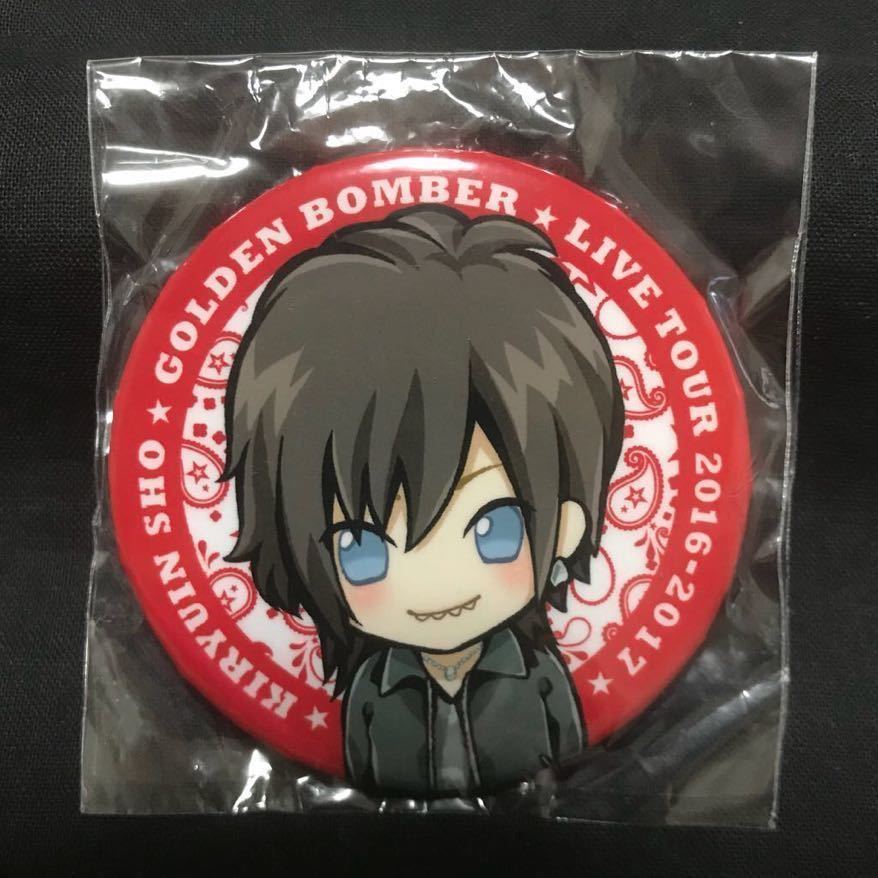 KIRYUIN SHO ★ GOLDEN BOMBER ★ LIVE TOUR 2016-2017 ★ ★